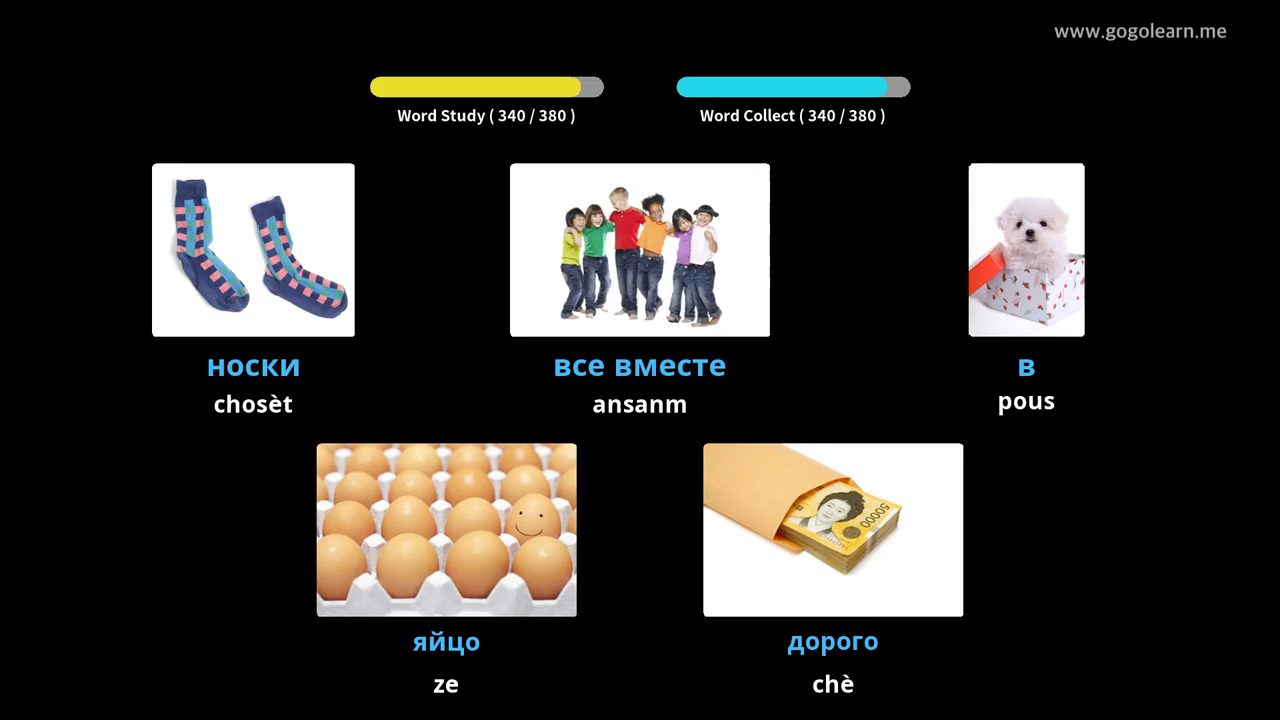 www.gogolearn.me
Word Study ( 340 / 380 )
Word Collect ( 340 / 380 )
носки
chosèt
все вместе
ansanm
в
pous
50000
яйцо
ze
дорого
chè